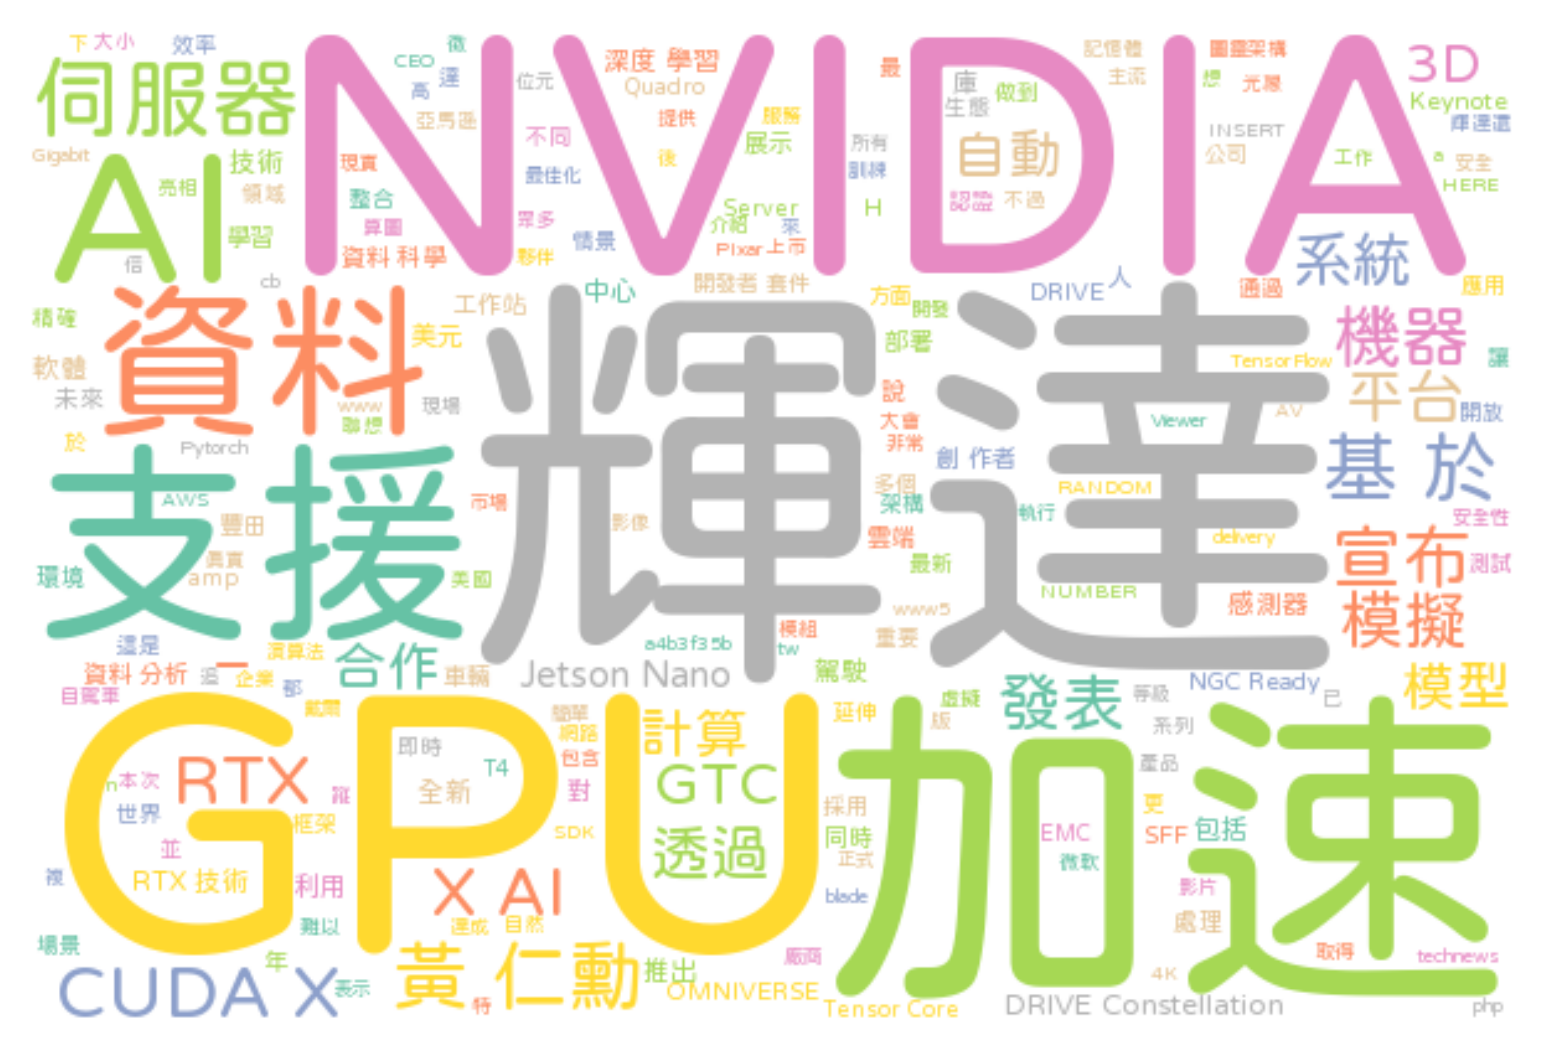 下 大小
效率
CEO
徵
高 達
位元
深度 學習
Quadro
最
庫
生態
做到
記憶體
主流
圖靈架構
想
元景
3D
Keynote
輝達還
伺服器
NVIDIA
亞馬遜
不同
提供
服務
展示
後
所有
訓練
自動
INSERT
公司
工作
a
安全
HERE
Gigabit
AI
技術
亮相
領域
學習
現實
整合
算圖
資料 科學
最佳化
眾多
夥伴
情景
Server
介紹
來
Pixar 上市
H
不過
系統
倍
cb
精確
軟體
未來
於
資料
工作站
美元
中心
開發者 套件
方面
開發
部署
DRIVE
人
通過
應用
機器
TensorFlow
讓
平台
AV
開放
www
聯想
現場
Pytorch
輝達
說
大會
非常
Viewer
創 作者
基 於
支援
AWS
豐田
真實
amp
環境
市場
美國
影像
多個
架構
雲端
最新
RANDOM
執行
delivery
安全性
宣布
測試
www5
NUMBER
感測器
模擬
這是
資料 分析
一
追
演算法
企業
都
合作
車輛
Jetson Nano
a4b3f35b
模組
tw
重要
駕駛
NGC Ready
已
模型
自駕車
戴爾
GPU
簡單
網路
包含
計算
延伸
虛擬
版
發表
等級
系列
產品
加速
n
本次
世界
RTX
框架
並
即時
全新
T4
對
SDK
GTC
透過
採用
同時
正式
EMC
微軟
更
SFF
包括
複
RTX 技術
利用
難以
X AI
達成
自然
blade
影片
處理
場景
年
CUDA X
表示
黃 仁勳
特
推出
廠商
OMNIVERSE
Tensor Core
DRIVE Constellation
4K
取得
technews
php